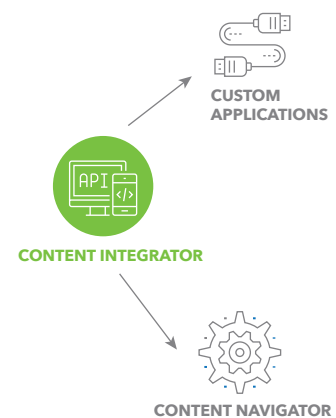 CUSTOM
APPLICATIONS
API
</>
CONTENT INTEGRATOR
CONTENT NAVIGATOR